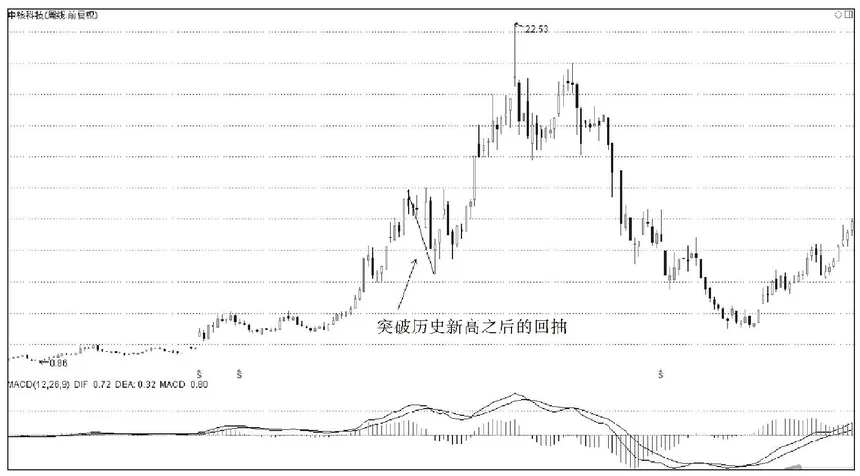 中核科技(周线 前复权)
22.53
突破历史新高之后的回抽
0.86
S S S
MACD(12,26,9) DIF 0.72 DEA: 0.32 MACD 0.80